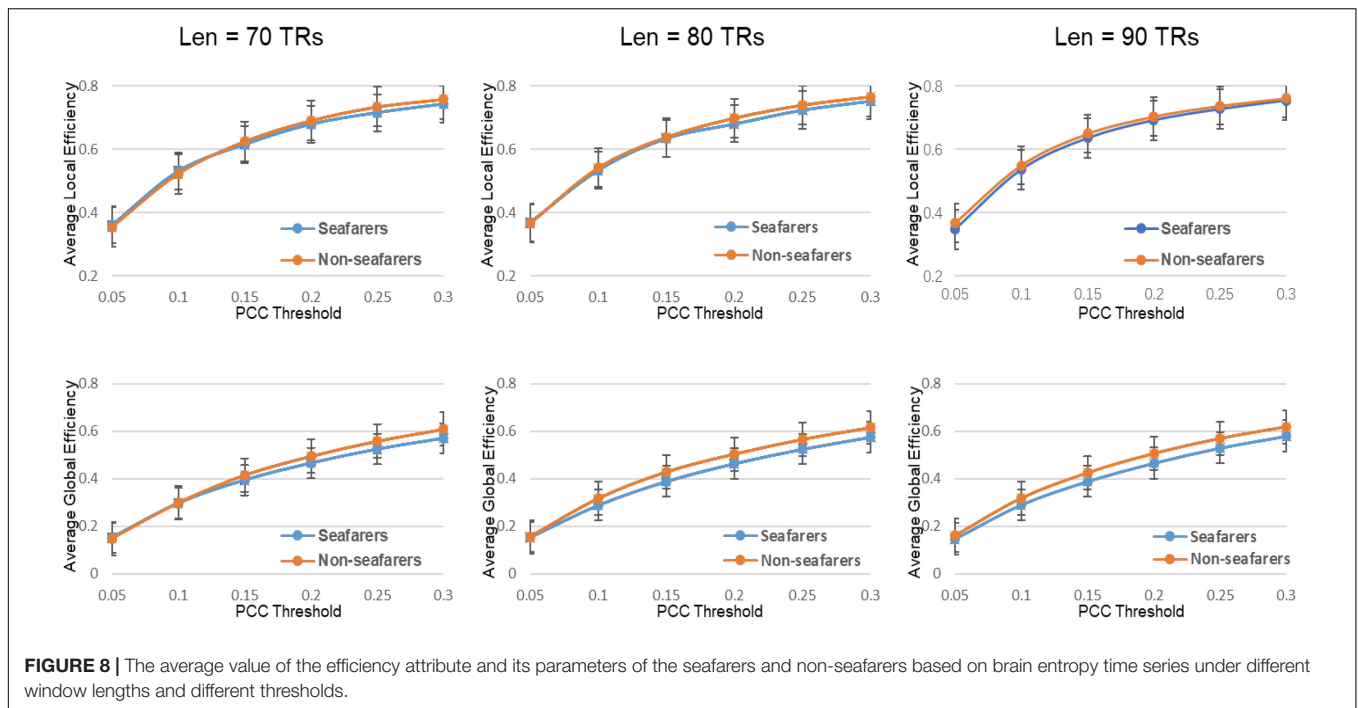 Len = 70 TRs
Len = 80 TRs
Len = 90 TRs
Average Local Efficiency
0.8
0.6
0.4
0.2
Seafarers
Non-seafarers
0.05 0.1 0.15 0.2 0.25 0.3
PCC Threshold
Average Local Efficiency
0.8
0.6
0.4
0.2
Seafarers
Non-seafarers
0.05 0.1 0.15 0.2 0.25 0.3
PCC Threshold
Average Local Efficiency
0.8
0.6
0.4
0.2
Seafarers
Non-seafarers
0.05 0.1 0.15 0.2 0.25 0.3
PCC Threshold
Average Global Efficiency
0.8
0.6
0.4
0.2
0
Seafarers
Non-seafarers
0.05 0.1 0.15 0.2 0.25 0.3
PCC Threshold
Average Global Efficiency
0.8
0.6
0.4
0.2
0
Seafarers
Non-seafarers
0.05 0.1 0.15 0.2 0.25 0.3
PCC Threshold
Average Global Efficiency
0.8
0.6
0.4
0.2
0
Seafarers
Non-seafarers
0.05 0.1 0.15 0.2 0.25 0.3
PCC Threshold
FIGURE 8 | The average value of the efficiency attribute and its parameters of the seafarers and non-seafarers based on brain entropy time series under different
window lengths and different thresholds.